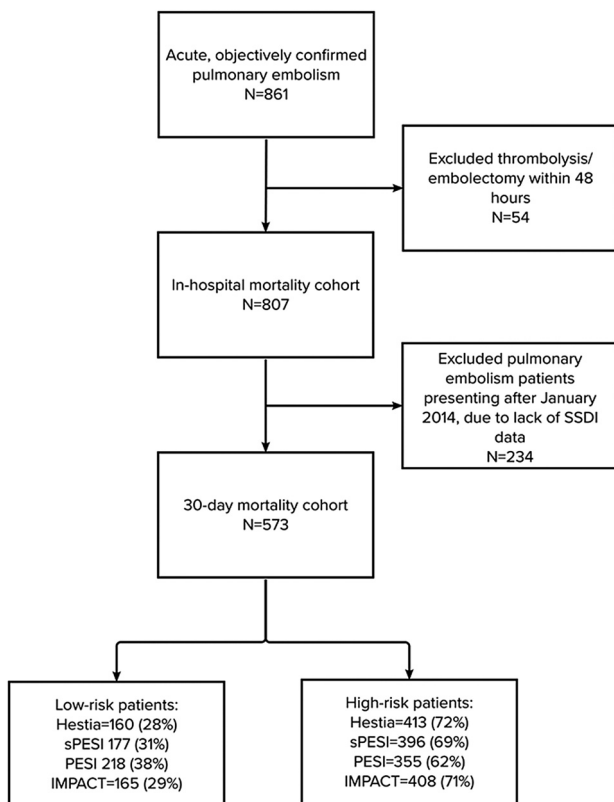 Acute, objectively confirmed
pulmonary embolism
N=861
Excluded thrombolysis/
embolectomy within 48
hours
N=54
In-hospital mortality cohort
N=807
Excluded pulmonary
embolism patients
presenting after January
2014, due to lack of SSDI
data
N=234
30-day mortality cohort
N=573
Low-risk patients:
Hestia=160 (28%)
sPESI 177 (31%)
PESI 218 (38%)
IMPACT=165 (29%)
High-risk patients:
Hestia=413 (72%)
sPESI=396 (69%)
PESI=355 (62%)
IMPACT=408 (71%)